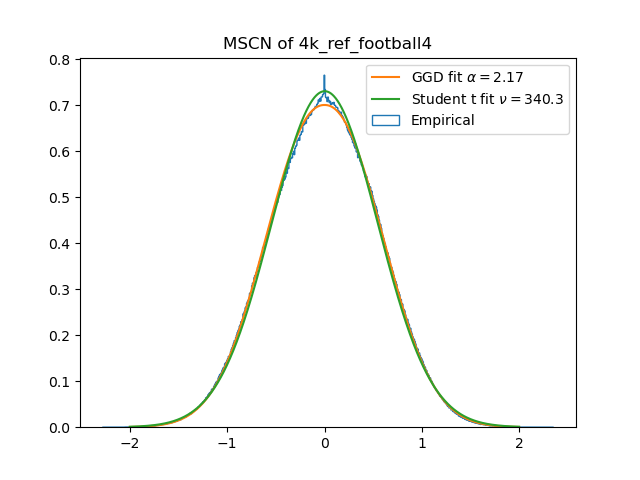 MSCN of 4k_ref_football4
GGD fit α = 2.17
Student t fit ν = 340.3
Empirical
0.8
0.7
0.6
0.5
0.4
0.3
0.2
0.1
0.0
−2 −1 0 1 2